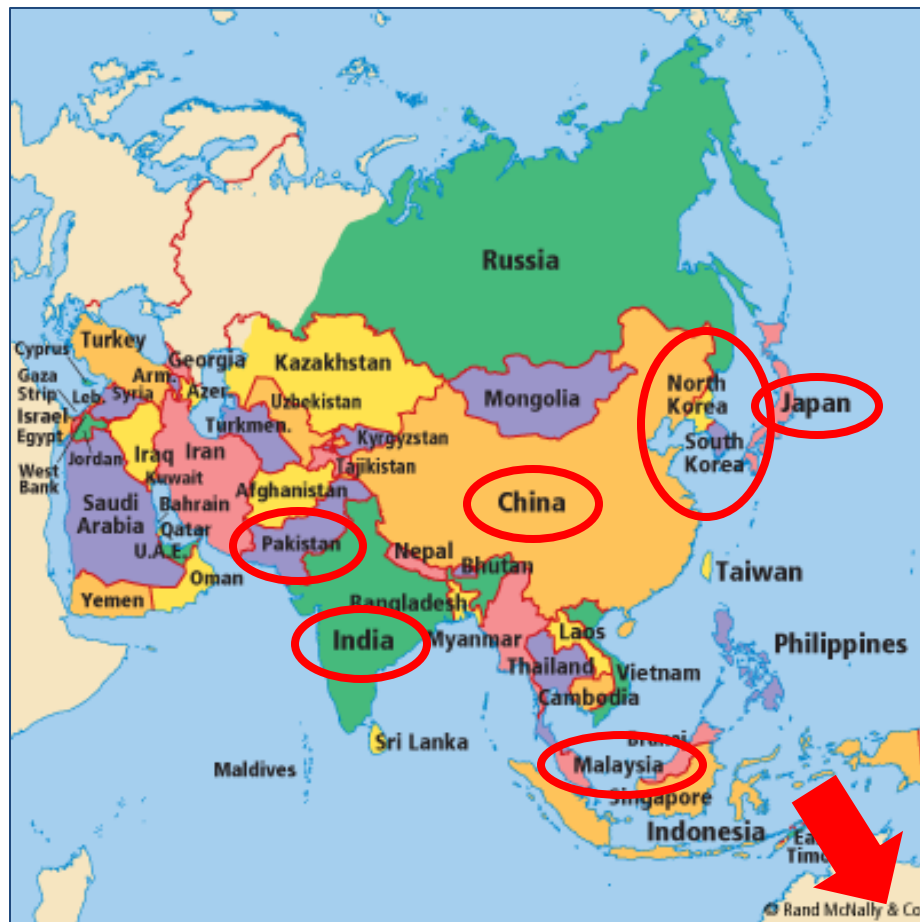 Russia
Turkey
Cyprus
Georgia
Kazakhstan
Gaza
Strip
Arm.
Leb.
Syria
Azer.
Uzbekistan
Mongolia
North
Korea
Japan
Israel
Egypt
Turkmen.
Kyrgyzstan
South
Korea
West
Bank
Jordan
Iraq
Iran
Tajikistan
Kuwait
Afghanistan
China
Saudi
Arabia
Bahrain
Qatar
U.A.E.
Pakistan
Nepal
Bhutan
Oman
Taiwan
Yemen
Bangladesh
India
Myanmar
Laos
Philippines
Thailand
Vietnam
Cambodia
Sri Lanka
Maldives
Brunei
Malaysia
Singapore
Indonesia
© Rand McNally & Co